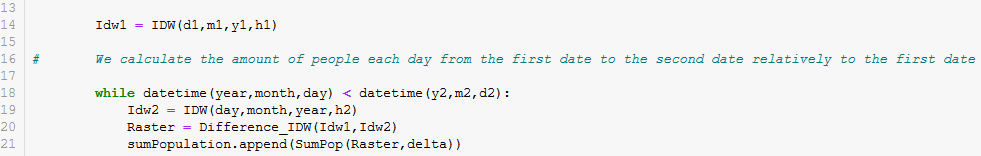 13
14 Idw1 = IDW(d1,m1,y1,h1)
15
16 # We calculate the amount of people each day from the first date to the second date relatively to the first date
17
18 while datetime(year,month,day) < datetime(y2,m2,d2):
19 Idw2 = IDW(day,month,year,h2)
20 Raster = Difference_IDW(Idw1,Idw2)
21 sumPopulation.append(SumPop(Raster,delta))